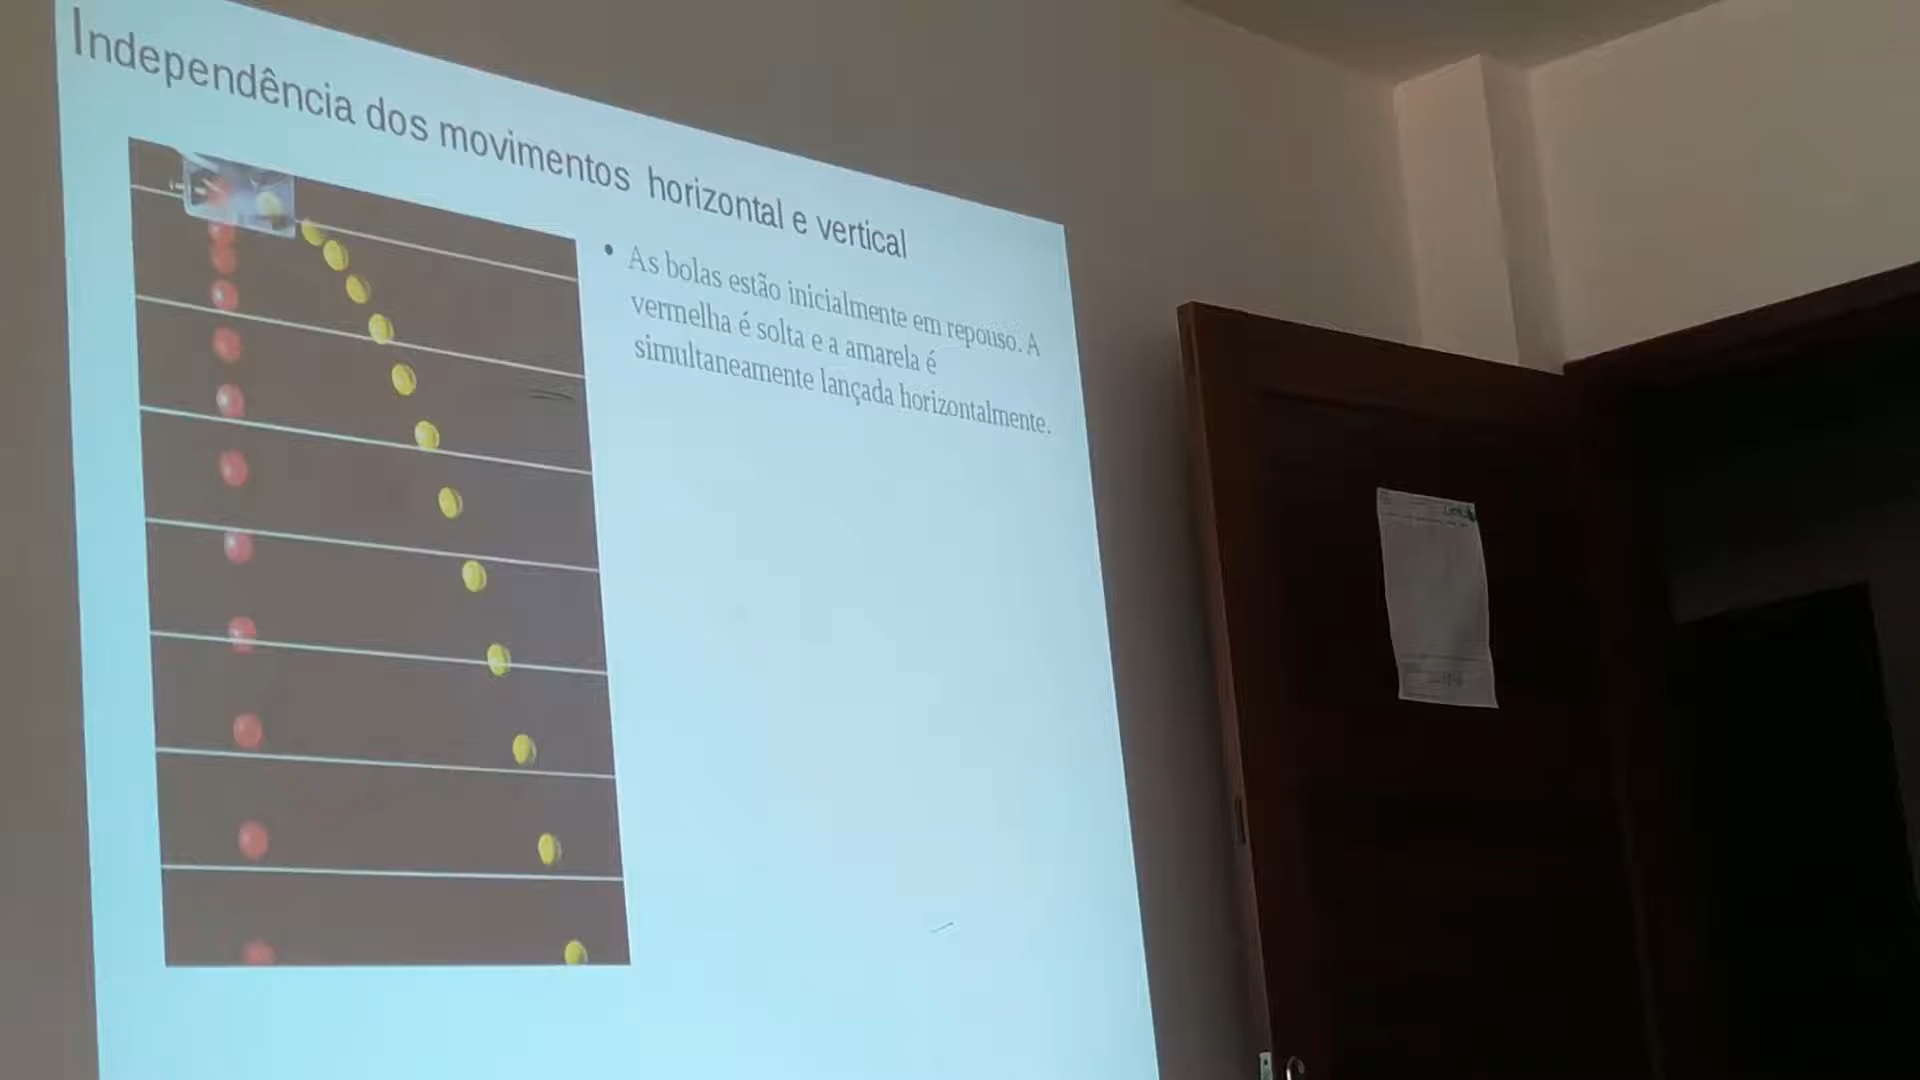 Independência dos movimentos horizontal e vertical
• As bolas estão inicialmente em repouso. A
vermelha é solta e a amarela é
simultaneamente lançada horizontalmente.